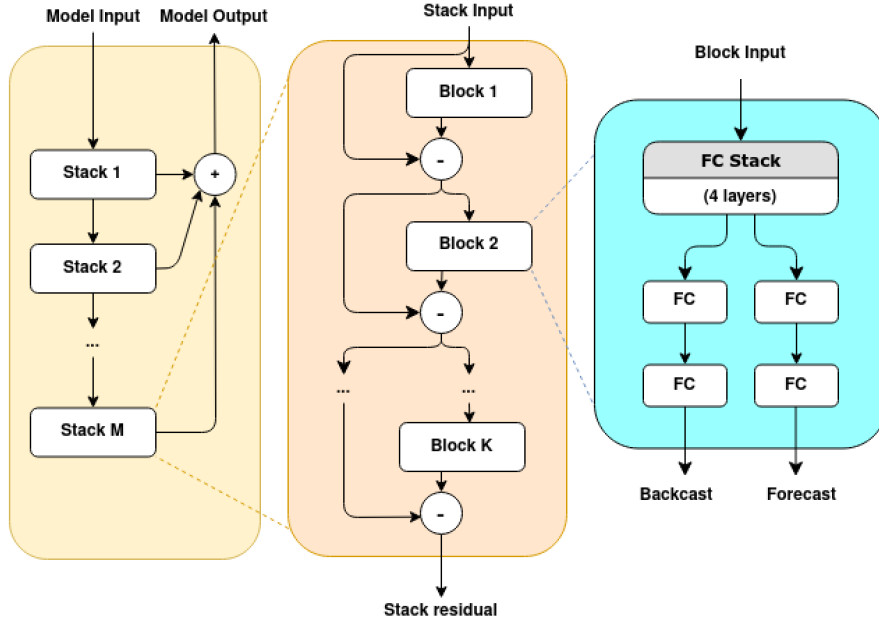 Model Input
Model Output
Stack 1
+
Stack 2
...
Stack M
Stack Input
Block 1
-
Block 2
-
...
...
Block K
-
Stack residual
Block Input
FC Stack
(4 layers)
FC
FC
FC
FC
Backcast
Forecast